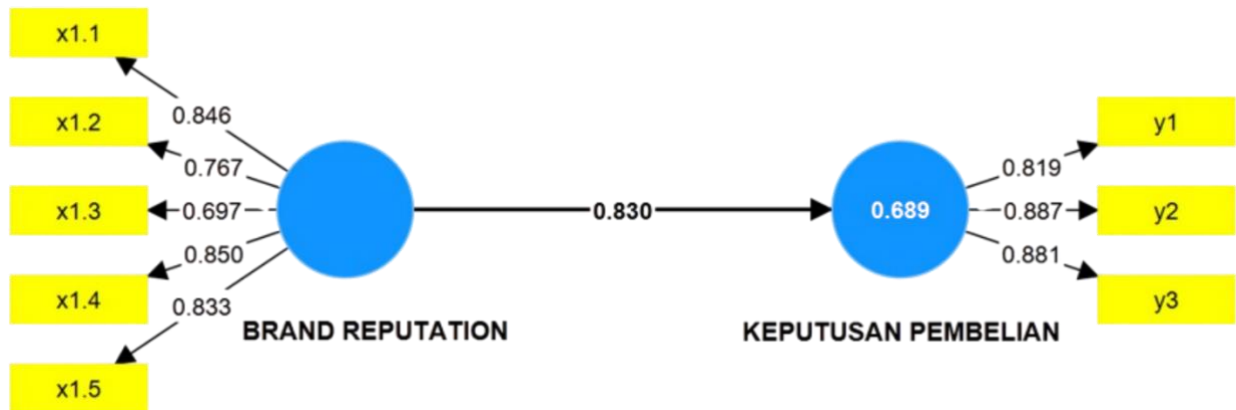 x1.1
0.846
x1.2
0.767
x1.3
0.697
x1.4
0.850
x1.5
0.833
BRAND REPUTATION
0.830
0.689
KEPUTUSAN PEMBELIAN
0.819
y1
0.887
y2
0.881
y3